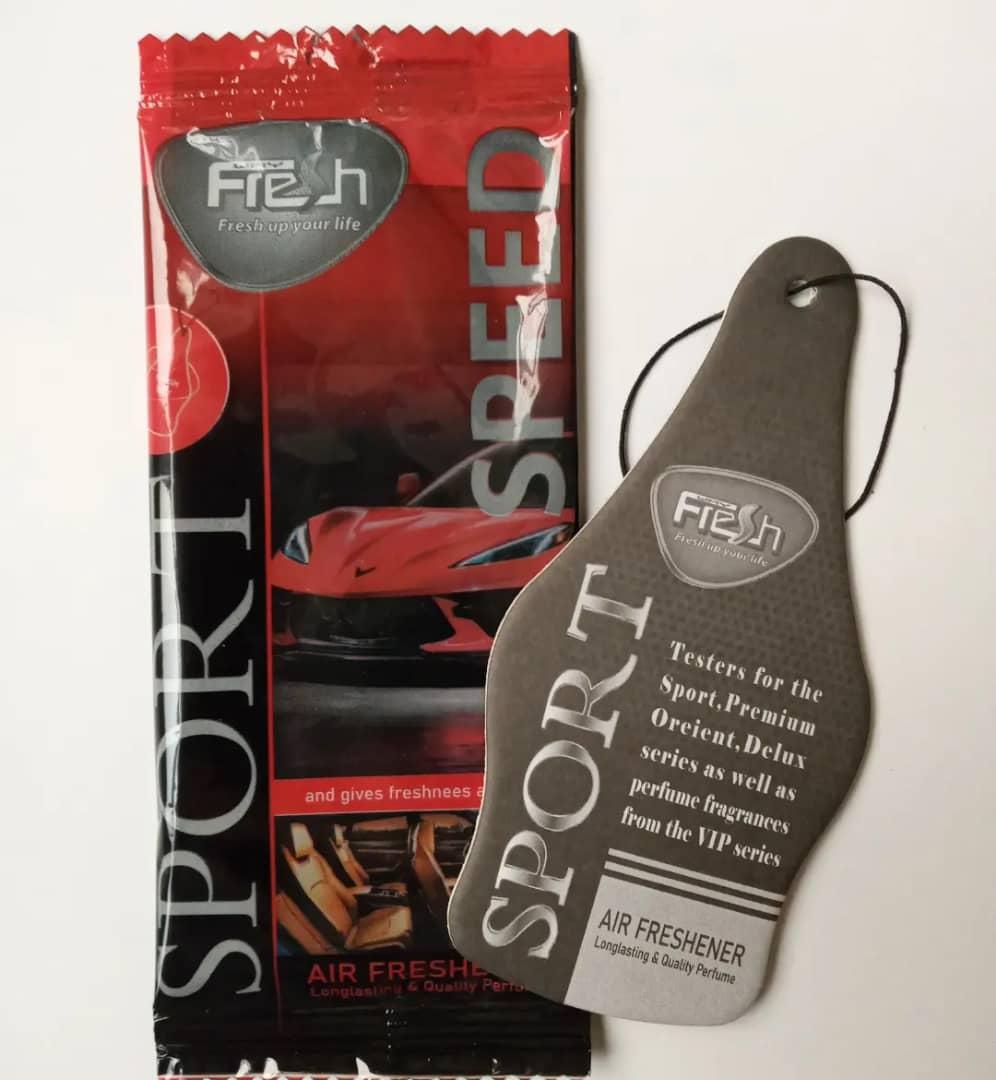 Fresh
Fresh up your life
SPEED
SPORT
and gives freshnees
AIR FRESHE
Longlasting & Quality Perfu
Fresh
Fresh up your life
SPORT
Testers for the
Sport,Premium
Oreient,Delux
series as well as
perfume fragrances
from the VIP series
AIR FRESHENER
Longlasting & Quality Perfume